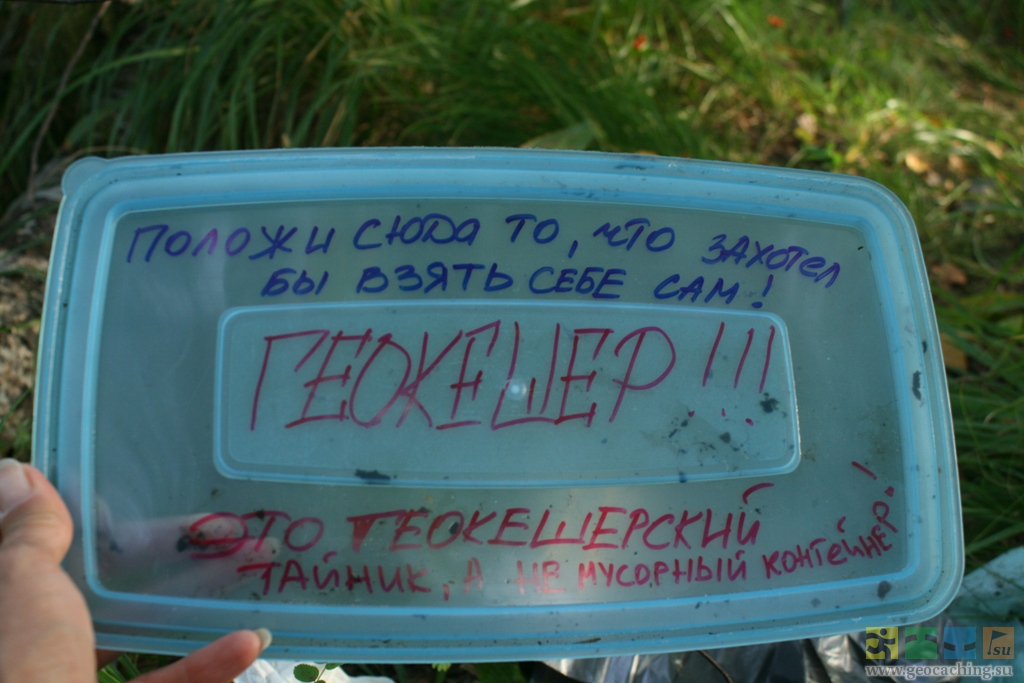 ПОЛОЖИ СЮДА ТО, ЧТО ЗАХОТЕЛ
БЫ ВЗЯТЬ СЕБЕ САМ!
ГЕОКЕШЕР!!!
ЭТО ГЕОКЕШЕРСКИЙ
ТАЙНИК, А НЕ МУСОРНЫЙ КОНТЕЙНЕР!
.su
www.geocaching.su